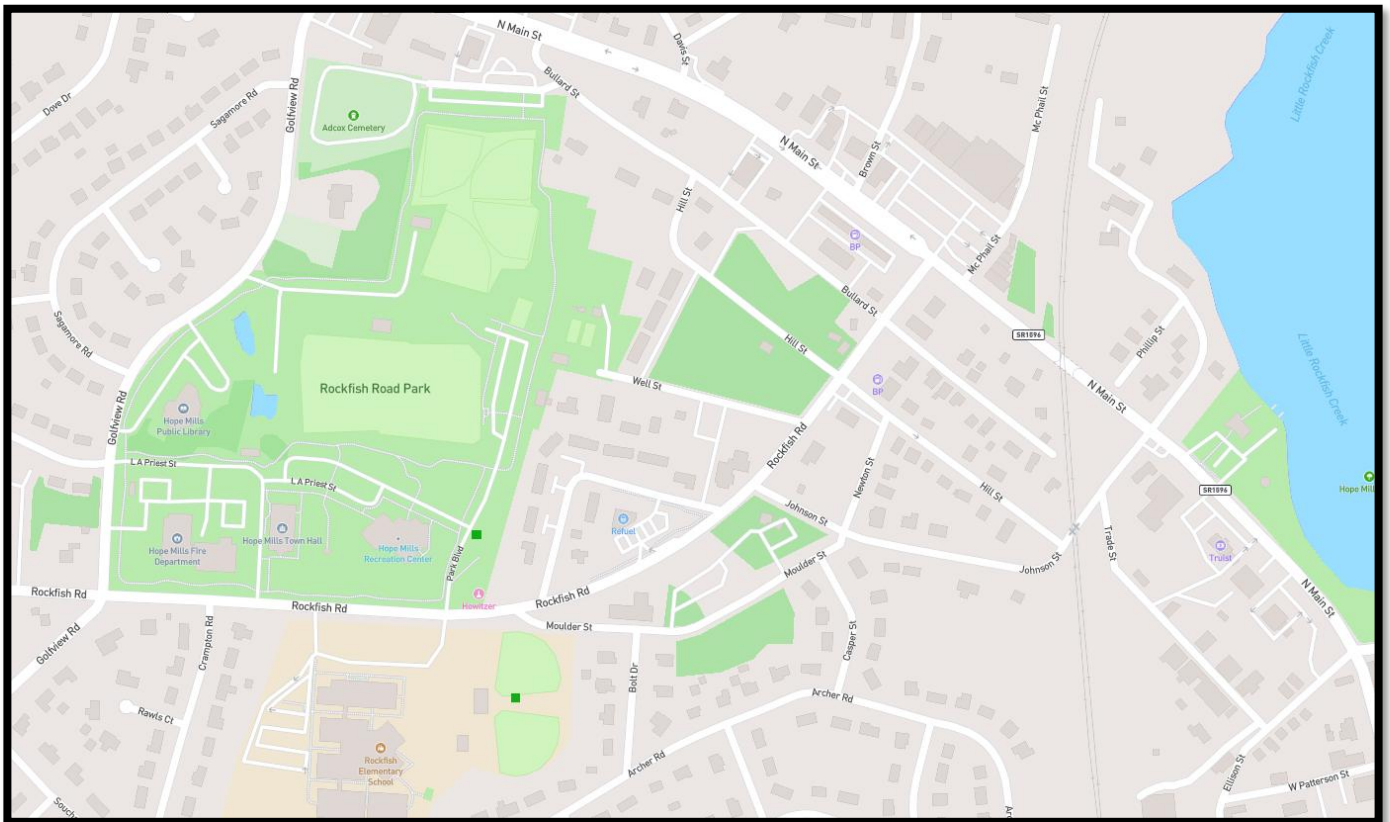 N Main St
Davis St
Little Rockfish Creek
Dove Dr
Sagamore Rd
Golfview Rd
Bullard St
Mc Phail St
Adcox Cemetery
N Main St
Brown St
Hill St
BP
Mc Phail St
Bullard St
Sagamore Rd
SR1096
Phillip St
Hill St
Little Rockfish Creek
Rockfish Road Park
Well St
BP
N Main St
Golfview Rd
Hope Mills
Public Library
Rockfish Rd
L A Priest St
L A Priest St
Newton St
Hill St
SR1096
Hope Mill
Johnson St
Refuel
Hope Mills Fire
Department
Hope Mills Town Hall
Hope Mills
Recreation Center
Trade St
Truist
Park Blvd
Moulder St
Johnson St
Rockfish Rd
Rockfish Rd
Howitzer
Rockfish Rd
N Main St
Moulder St
Golfview Rd
Crampton Rd
Casper St
Bolt Dr
Archer Rd
Rawls Ct
Rockfish
Elementary
School
Archer Rd
Ellison St
W Patterson St